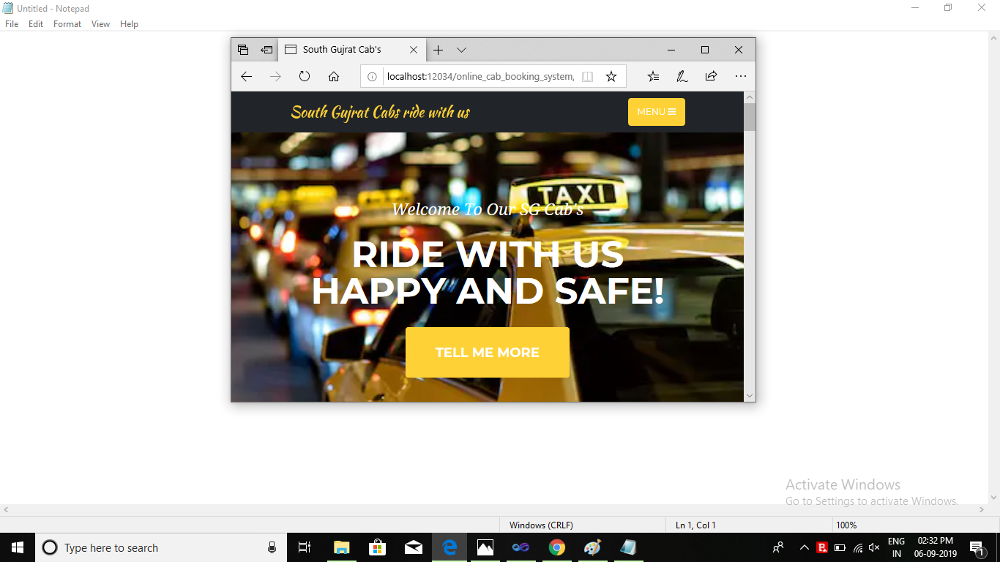 Untitled - Notepad
File Edit Format View Help
South Gujrat Cab's
localhost:12034/online_cab_booking_system,
South Gujrat Cabs ride with us
MENU
TAXI
Welcome To Our SG Cab's
RIDE WITH US
HAPPY AND SAFE!
TELL ME MORE
Activate Windows
Go to Settings to activate Windows.
Windows (CRLF) Ln 1, Col 1 100%
Type here to search
ENG
IN
02:32 PM
06-09-2019
1